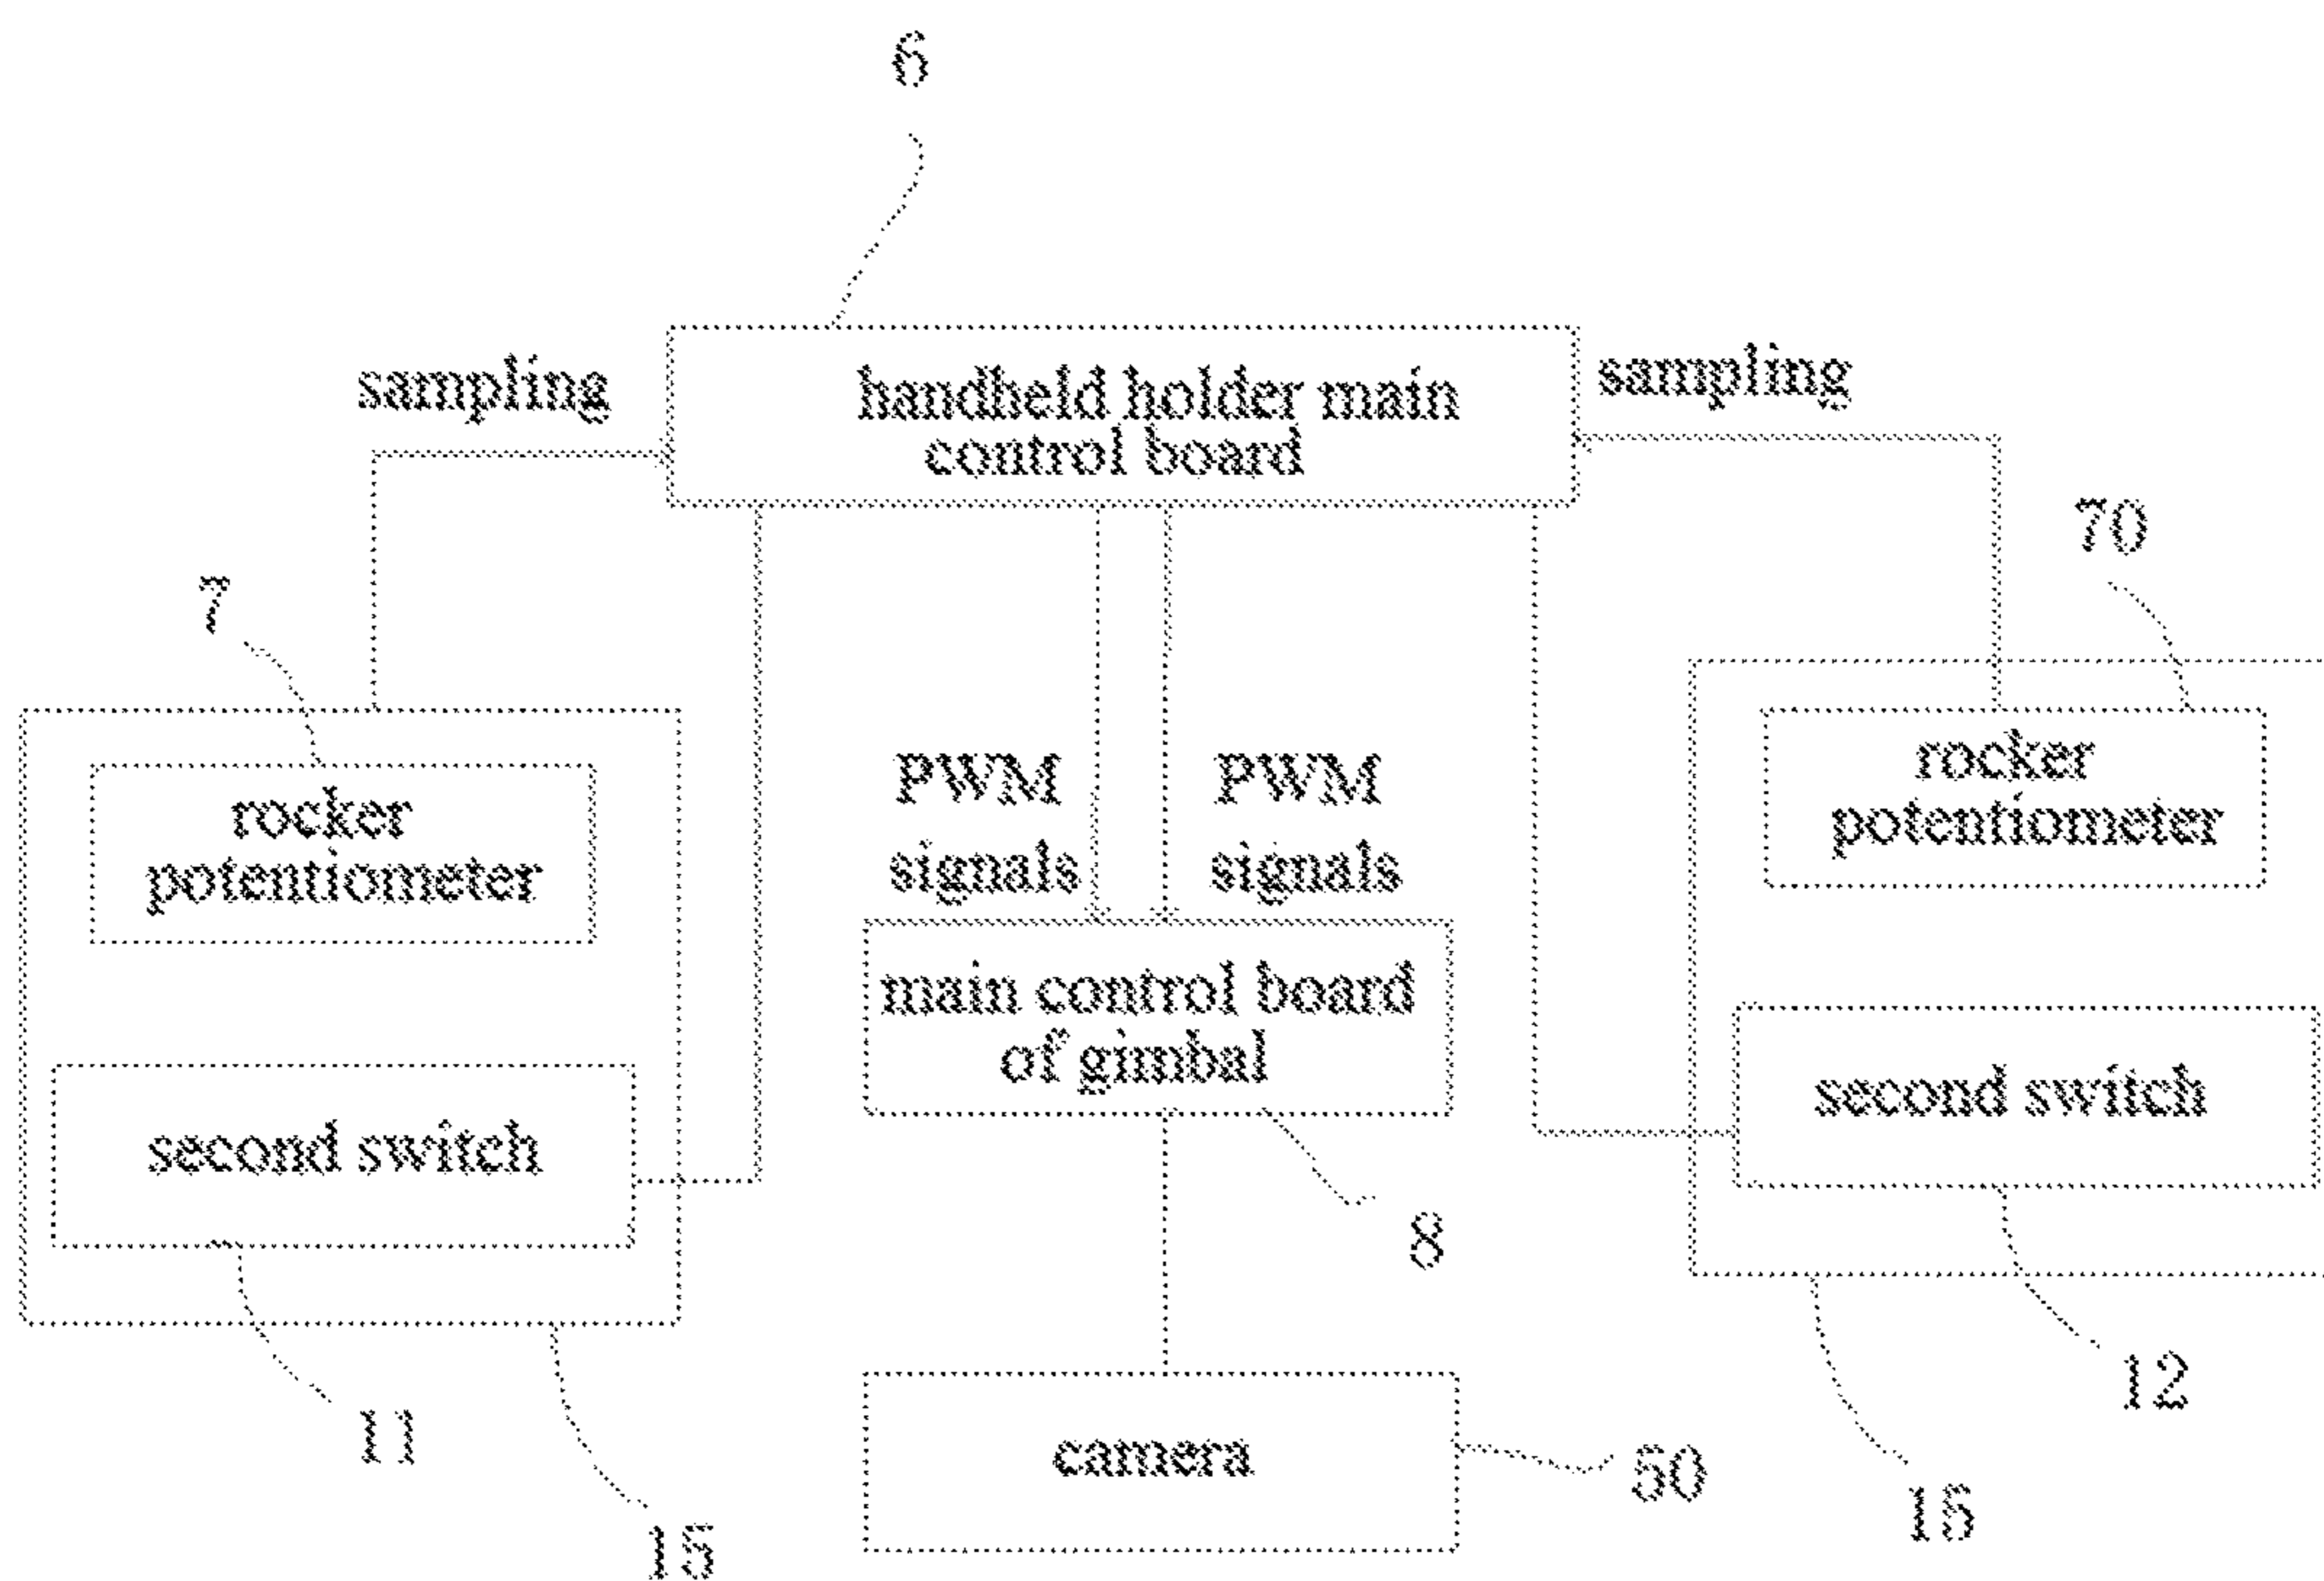 6
sampling
handheld holder main
control board
sampling
70
7
rocker
potentiometer
PWM
signals
PWM
signals
rocker
potentiometer
main control board
of gimbal
second switch
second switch
8
11
12
camera
50
15